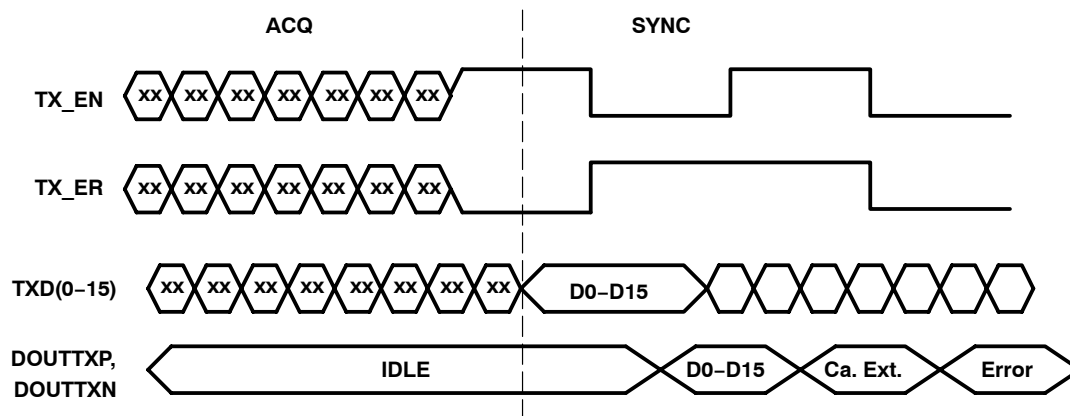 ACQ SYNC
TX_EN xx xx xx xx xx xx xx
TX_ER xx xx xx xx xx xx xx
TXD(0−15) xx xx xx xx xx xx xx xx D0−D15
DOUTTXP,
DOUTTXN IDLE D0−D15 Ca. Ext. Error